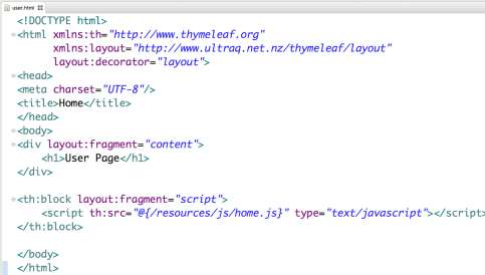 user.html
<!DOCTYPE html>
<html xmlns:th="http://www.thymeleaf.org"
xmlns:layout="http://www.ultraq.net.nz/thymeleaf/layout"
layout:decorator="layout">
<head>
<meta charset="UTF-8"/>
<title>Home</title>
</head>
<body>
<div layout:fragment="content">
<h1>User Page</h1>
</div>
<th:block layout:fragment="script">
<script th:src="@{/resources/js/home.js}" type="text/javascript"></script>
</th:block>
</body>
</html>